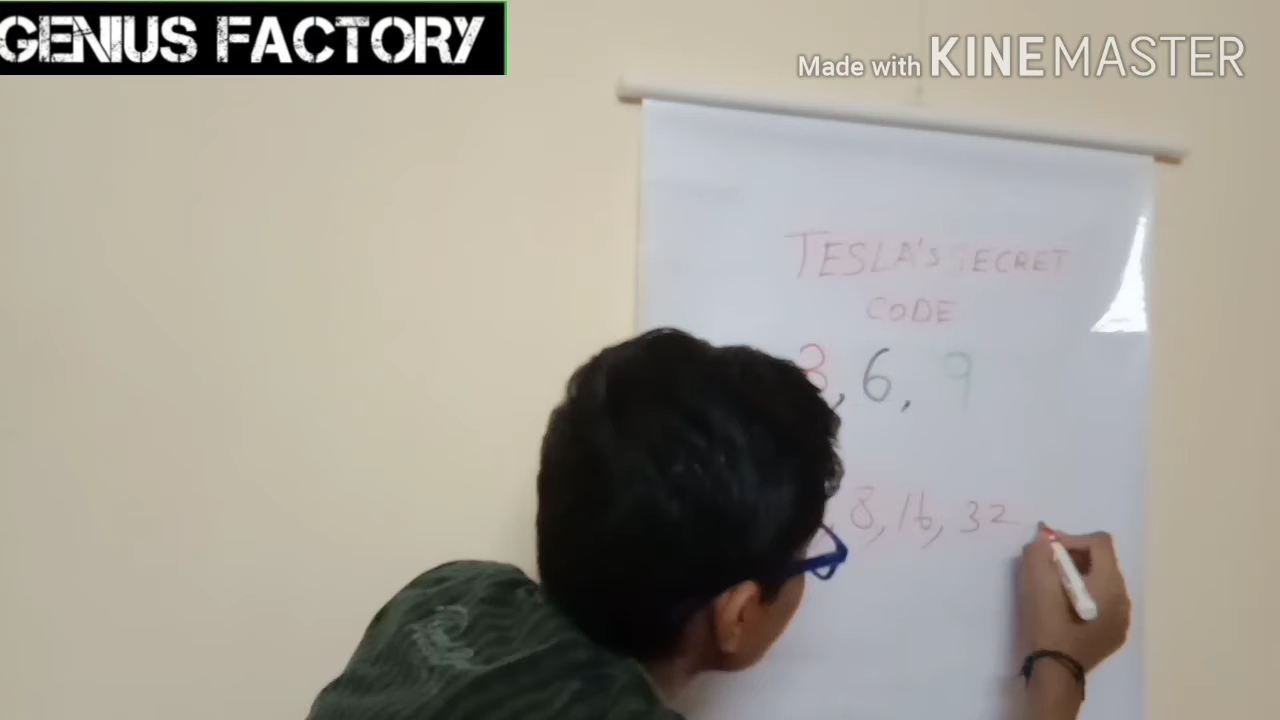 GENIUS FACTORY
Made with KINEMASTER
TESLA'S SECRET
CODE
3, 6, 9
, 8, 16, 32